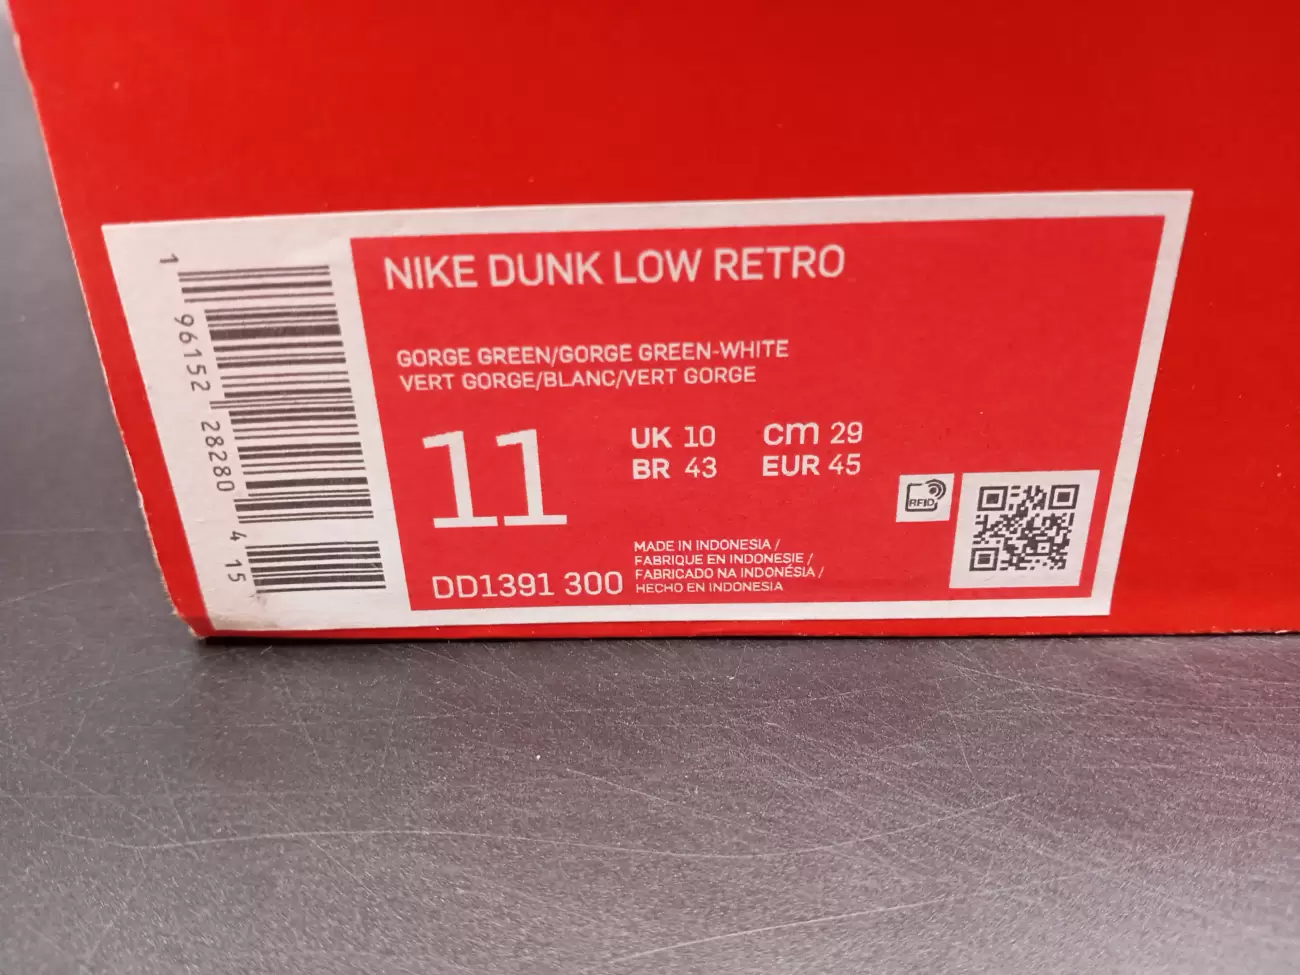 NIKE DUNK LOW RETRO
GORGE GREEN/GORGE GREEN-WHITE
VERT GORGE/BLANC/VERT GORGE
11
UK 10 cm 29
BR 43 EUR 45
RFID
MADE IN INDONESIA /
FABRIQUE EN INDONESIE /
FABRICADO NA INDONÉSIA /
HECHO EN INDONESIA
DD1391 300
1 96152 28280 4 15